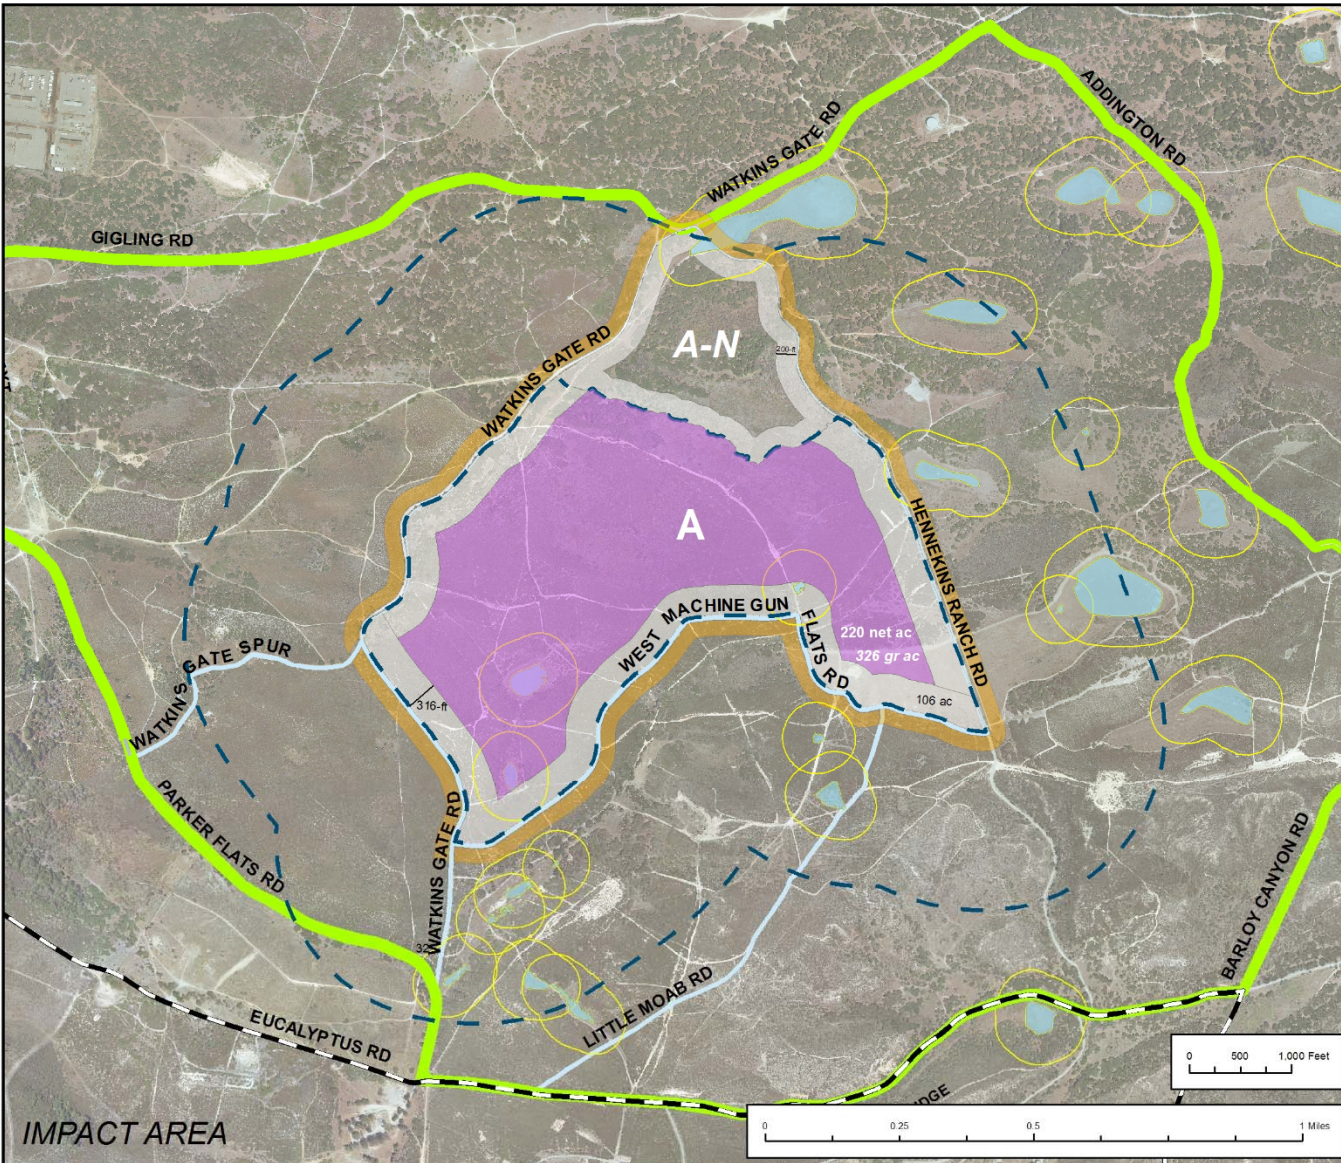 WATKINS GATE RD
ADDINGTON RD
GIGLING RD
A-N
200-ft
WATKINS GATE RD
A
HENNEKINS RANCH RD
WEST MACHINE GUN
FLATS RD
220 net ac
326 gr ac
WATKINS GATE SPUR
316-ft
106 ac
PARKER FLATS RD
WATKINS GATE RD
BARLOY CANYON RD
EUCALYPTUS RD
LITTLE MOAB RD
0 500 1,000 Feet
IMPACT AREA
0 0.25 0.5 1 Miles